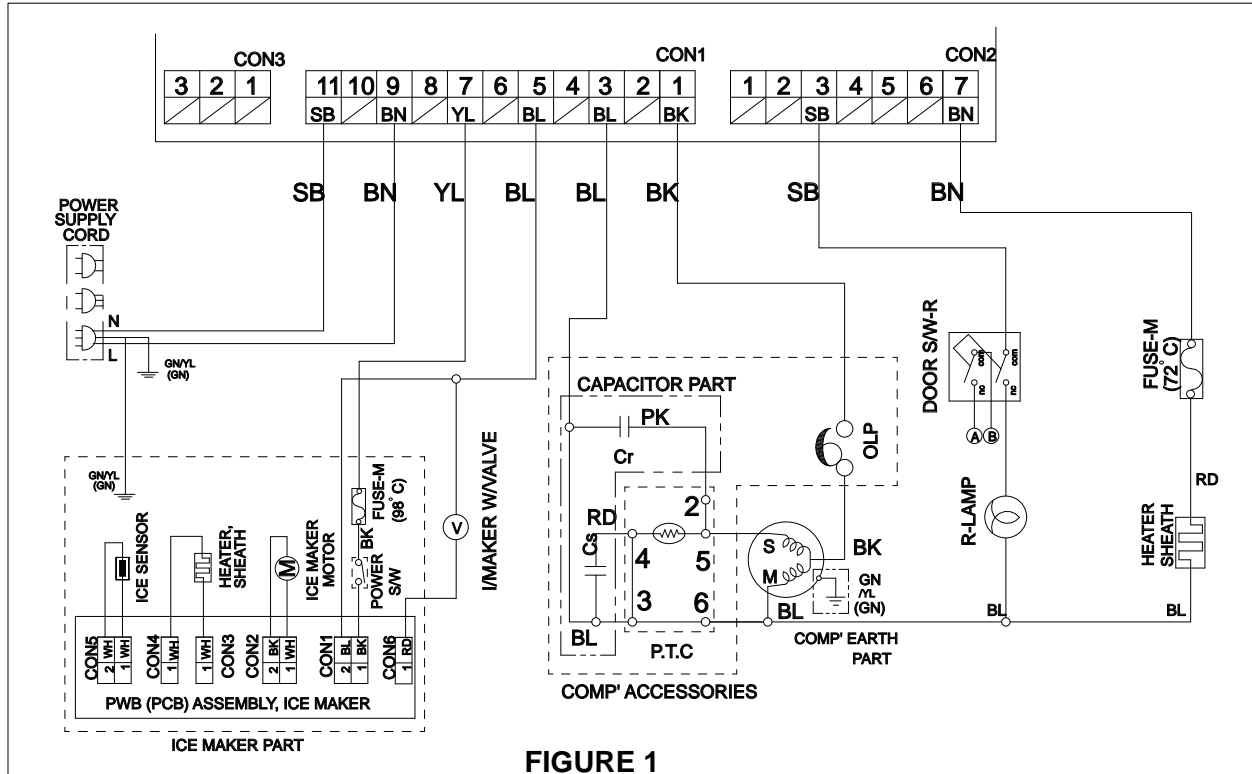 CON3
CON1
CON2
3 2 1
11 10 9 8 7 6 5 4 3 2 1
1 2 3 4 5 6 7
SB BN YL BL BL BK
SB BN
SB BN YL BL BL BK SB BN
POWER
SUPPLY
CORD
N
L
GN/YL
(GN)
GN/YL
(GN)
DOOR S/W-R
com
com
nc
nc
A B
FUSE-M
(72°C)
CAPACITOR PART
PK
Cr
OLP
I/MAKER W/VALVE
V
FUSE-M
(98°C)
BK
POWER
S/W
ICE SENSOR
HEATER,
SHEATH
M
ICE MAKER
MOTOR
RD
Cs
2
4 5
3 6
BL
P.T.C
S
M
BK
BL
GN
/YL
(GN)
COMP' EARTH
PART
R-LAMP
RD
HEATER
SHEATH
BL
BL
COMP' ACCESSORIES
CON5
2 WH
1 WH
CON4
1 WH
1 WH
CON3
CON2
2 BK
1 WH
CON1
2 BL
1 BK
CON6
1 RD
PWB (PCB) ASSEMBLY, ICE MAKER
ICE MAKER PART
FIGURE 1